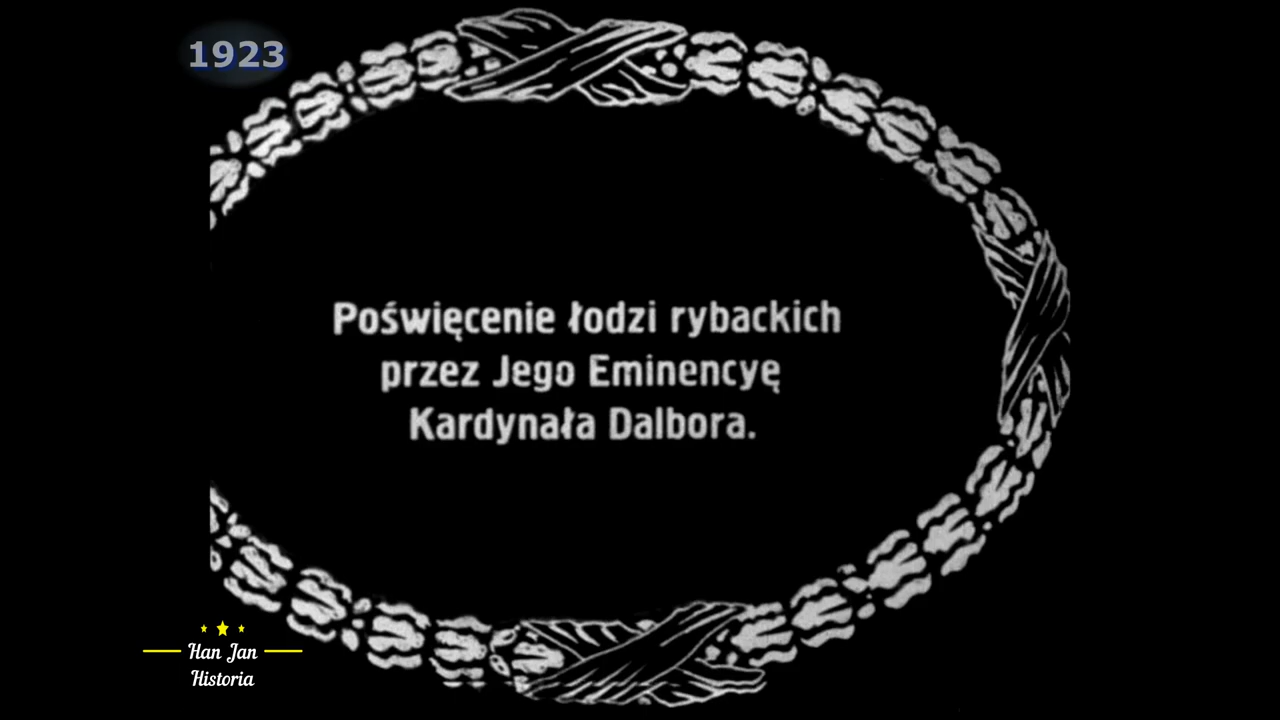 1923
Poświęcenie łodzi rybackich
przez Jego Eminencyę
Kardynała Dalbora.
Han Jan
Historia